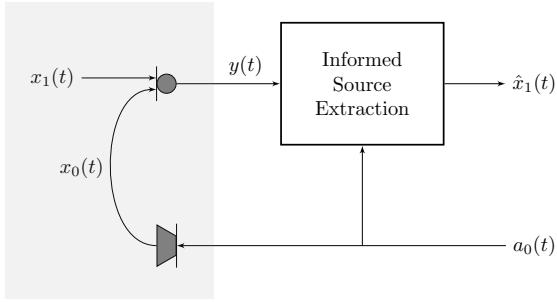 x₁(t)
y(t)
Informed
Source
Extraction
x̂₁(t)
x₀(t)
a₀(t)